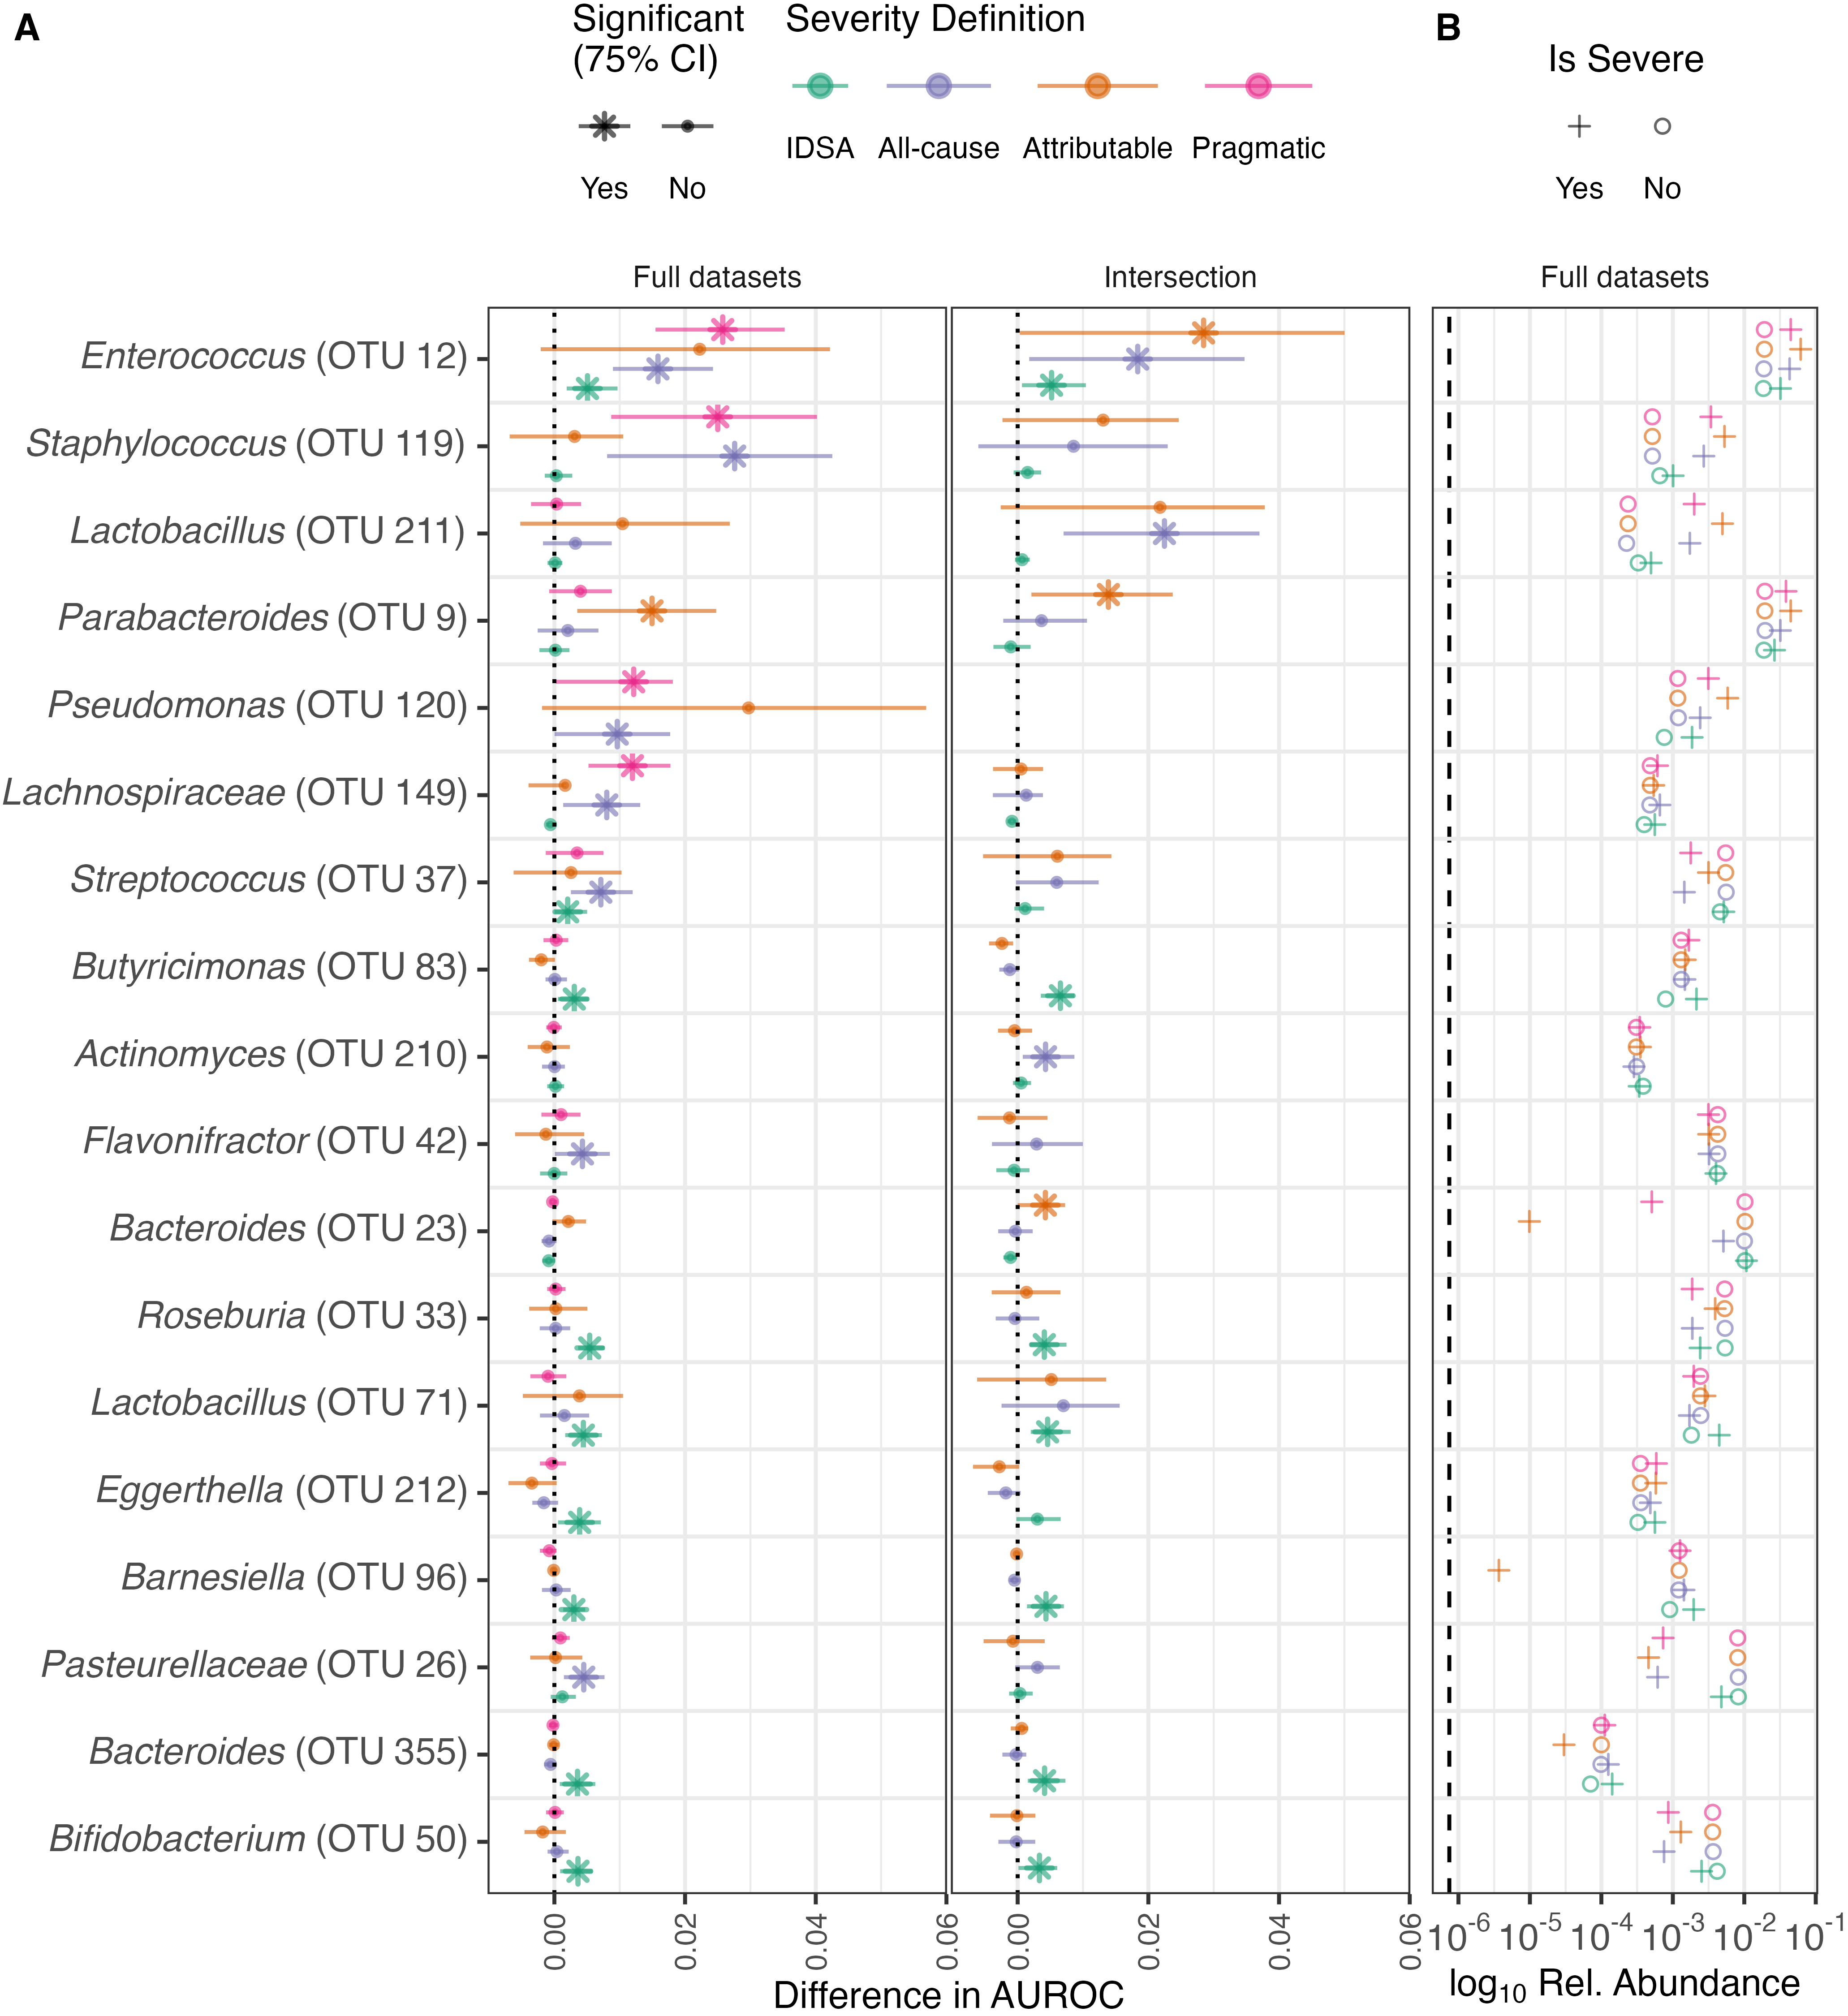 A
Significant
(75% CI)
Yes
No
Severity Definition
IDSA
All-cause
Attributable
Pragmatic
B
Is Severe
Yes
No
Full datasets
Intersection
Full datasets
Enterococcus (OTU 12)
Staphylococcus (OTU 119)
Lactobacillus (OTU 211)
Parabacteroides (OTU 9)
Pseudomonas (OTU 120)
Lachnospiraceae (OTU 149)
Streptococcus (OTU 37)
Butyricimonas (OTU 83)
Actinomyces (OTU 210)
Flavonifractor (OTU 42)
Bacteroides (OTU 23)
Roseburia (OTU 33)
Lactobacillus (OTU 71)
Eggerthella (OTU 212)
Barnesiella (OTU 96)
Pasteurellaceae (OTU 26)
Bacteroides (OTU 355)
Bifidobacterium (OTU 50)
0.00
0.02
0.04
0.06
0.00
0.02
0.04
0.06
10-6 10-5 10-4 10-3 10-2 10-1
Difference in AUROC
log10 Rel. Abundance